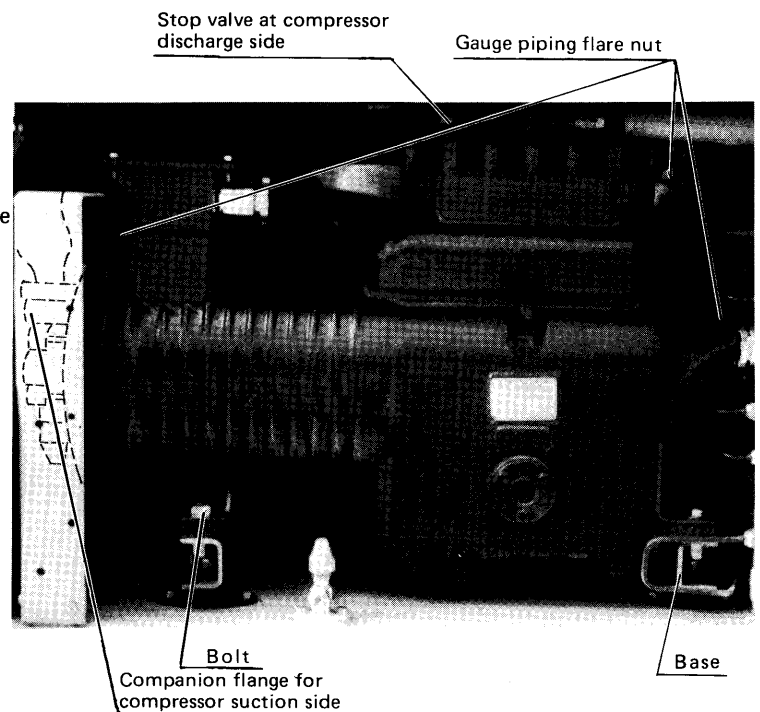 Stop valve at compressor
discharge side
Gauge piping flare nut
e
Bolt
Companion flange for
compressor suction side
Base